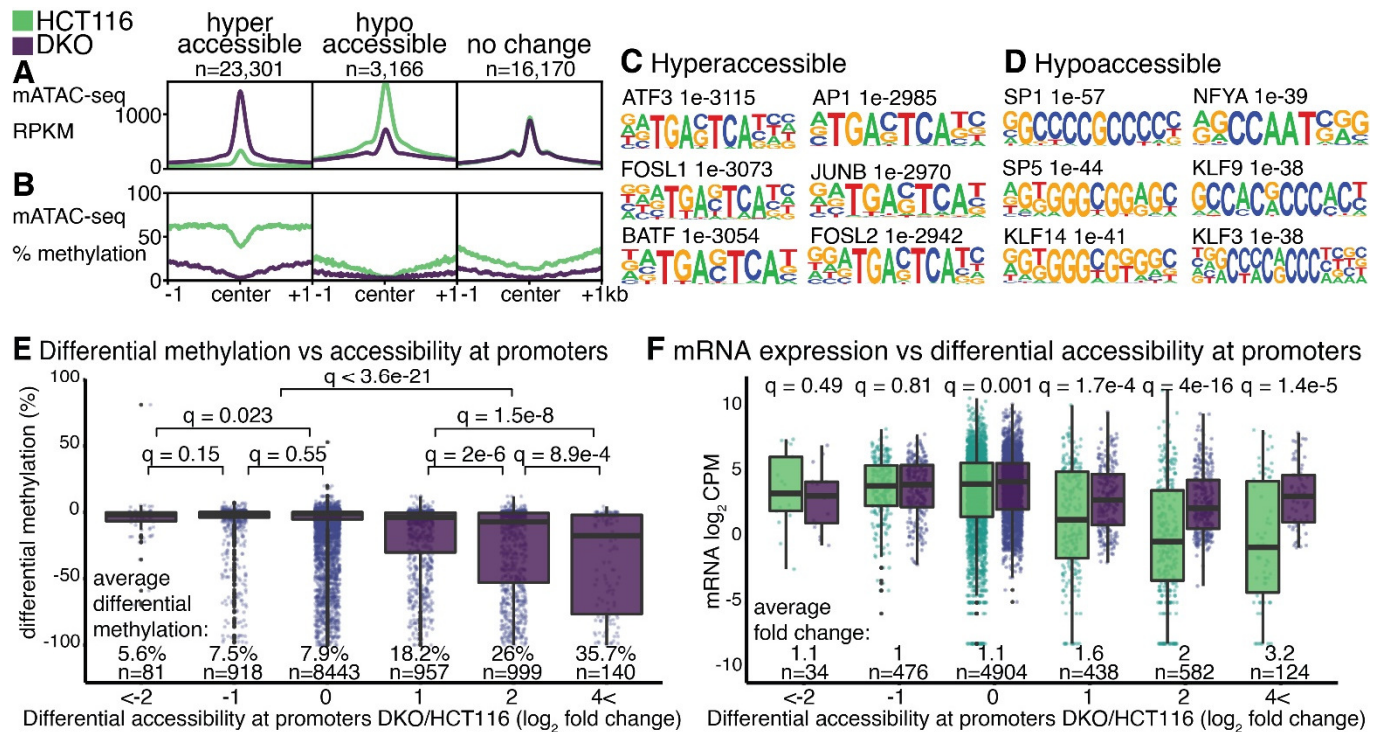 HCT116
DKO
hyper accessible
n=23,301
hypo accessible
n=3,166
no change
n=16,170
A
mATAC-seq
RPKM
1000
0
B
mATAC-seq
% methylation
100
50
0
-1 center +1
-1 center +1
-1 center +1kb
C Hyperaccessible
ATF3 1e-3115
AP1 1e-2985
FOSL1 1e-3073
JUNB 1e-2970
BATF 1e-3054
FOSL2 1e-2942
D Hypoaccessible
SP1 1e-57
NFYA 1e-39
SP5 1e-44
KLF9 1e-38
KLF14 1e-41
KLF3 1e-38
E Differential methylation vs accessibility at promoters
differential methylation (%)
100
50
0
-50
-100
q < 3.6e-21
q = 0.023
q = 1.5e-8
q = 0.15
q = 0.55
q = 2e-6
q = 8.9e-4
average
differential
methylation:
5.6% 7.5% 7.9% 18.2% 26% 35.7%
n=81 n=918 n=8443 n=957 n=999 n=140
<-2 -1 0 1 2 4<
Differential accessibility at promoters DKO/HCT116 (log2 fold change)
F mRNA expression vs differential accessibility at promoters
q = 0.49 q = 0.81 q = 0.001 q = 1.7e-4 q = 4e-16 q = 1.4e-5
mRNA log2 CPM
10
5
0
-5
-10
average
fold change:
1.1 1 1.1 1.6 2 3.2
n=34 n=476 n=4904 n=438 n=582 n=124
<-2 -1 0 1 2 4<
Differential accessibility at promoters DKO/HCT116 (log2 fold change)